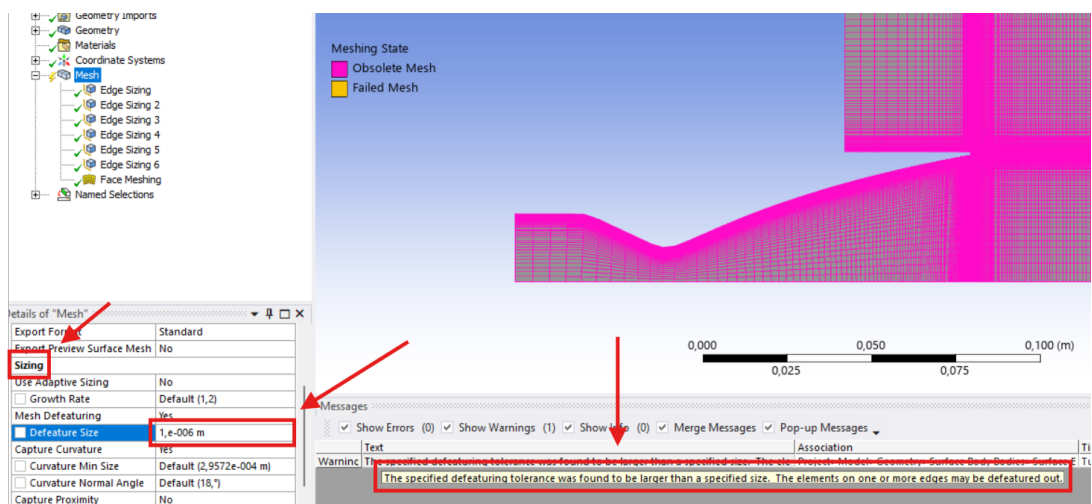 Geometry Imports
Geometry
Materials
Coordinate Systems
Mesh
Edge Sizing
Edge Sizing 2
Edge Sizing 3
Edge Sizing 4
Edge Sizing 5
Edge Sizing 6
Face Meshing
Named Selections
Meshing State
Obsolete Mesh
Failed Mesh
0,000 0,050 0,100 (m)
0,025 0,075
Details of "Mesh"
Export Format Standard
Export Preview Surface Mesh No
Sizing
Use Adaptive Sizing No
Growth Rate Default (1,2)
Mesh Defeaturing Yes
Defeature Size 1,e-006 m
Capture Curvature Yes
Curvature Min Size Default (2,9572e-004 m)
Curvature Normal Angle Default (18,°)
Capture Proximity No
Messages
Show Errors (0) Show Warnings (1) Show Info (0) Merge Messages Pop-up Messages
Text Association Ti
Warninc The specified defeaturing tolerance was found to be larger than a specified size. The ele Project> Model> Geometry> Surface Body Bodies> Surface E Tu
The specified defeaturing tolerance was found to be larger than a specified size. The elements on one or more edges may be defeatured out.